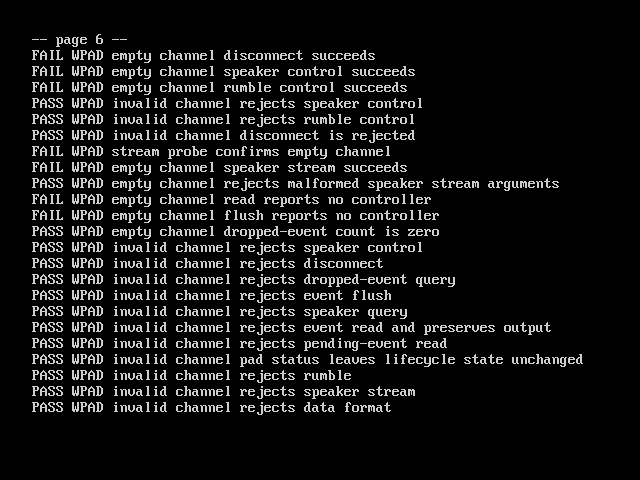 -- page 6 --
FAIL WPAD empty channel disconnect succeeds
FAIL WPAD empty channel speaker control succeeds
FAIL WPAD empty channel rumble control succeeds
PASS WPAD invalid channel rejects speaker control
PASS WPAD invalid channel rejects rumble control
PASS WPAD invalid channel disconnect is rejected
FAIL WPAD stream probe confirms empty channel
FAIL WPAD empty channel speaker stream succeeds
PASS WPAD empty channel rejects malformed speaker stream arguments
FAIL WPAD empty channel read reports no controller
FAIL WPAD empty channel flush reports no controller
PASS WPAD empty channel dropped-event count is zero
PASS WPAD invalid channel rejects speaker control
PASS WPAD invalid channel rejects disconnect
PASS WPAD invalid channel rejects dropped-event query
PASS WPAD invalid channel rejects event flush
PASS WPAD invalid channel rejects speaker query
PASS WPAD invalid channel rejects event read and preserves output
PASS WPAD invalid channel rejects pending-event read
PASS WPAD invalid channel pad status leaves lifecycle state unchanged
PASS WPAD invalid channel rejects rumble
PASS WPAD invalid channel rejects speaker stream
PASS WPAD invalid channel rejects data format